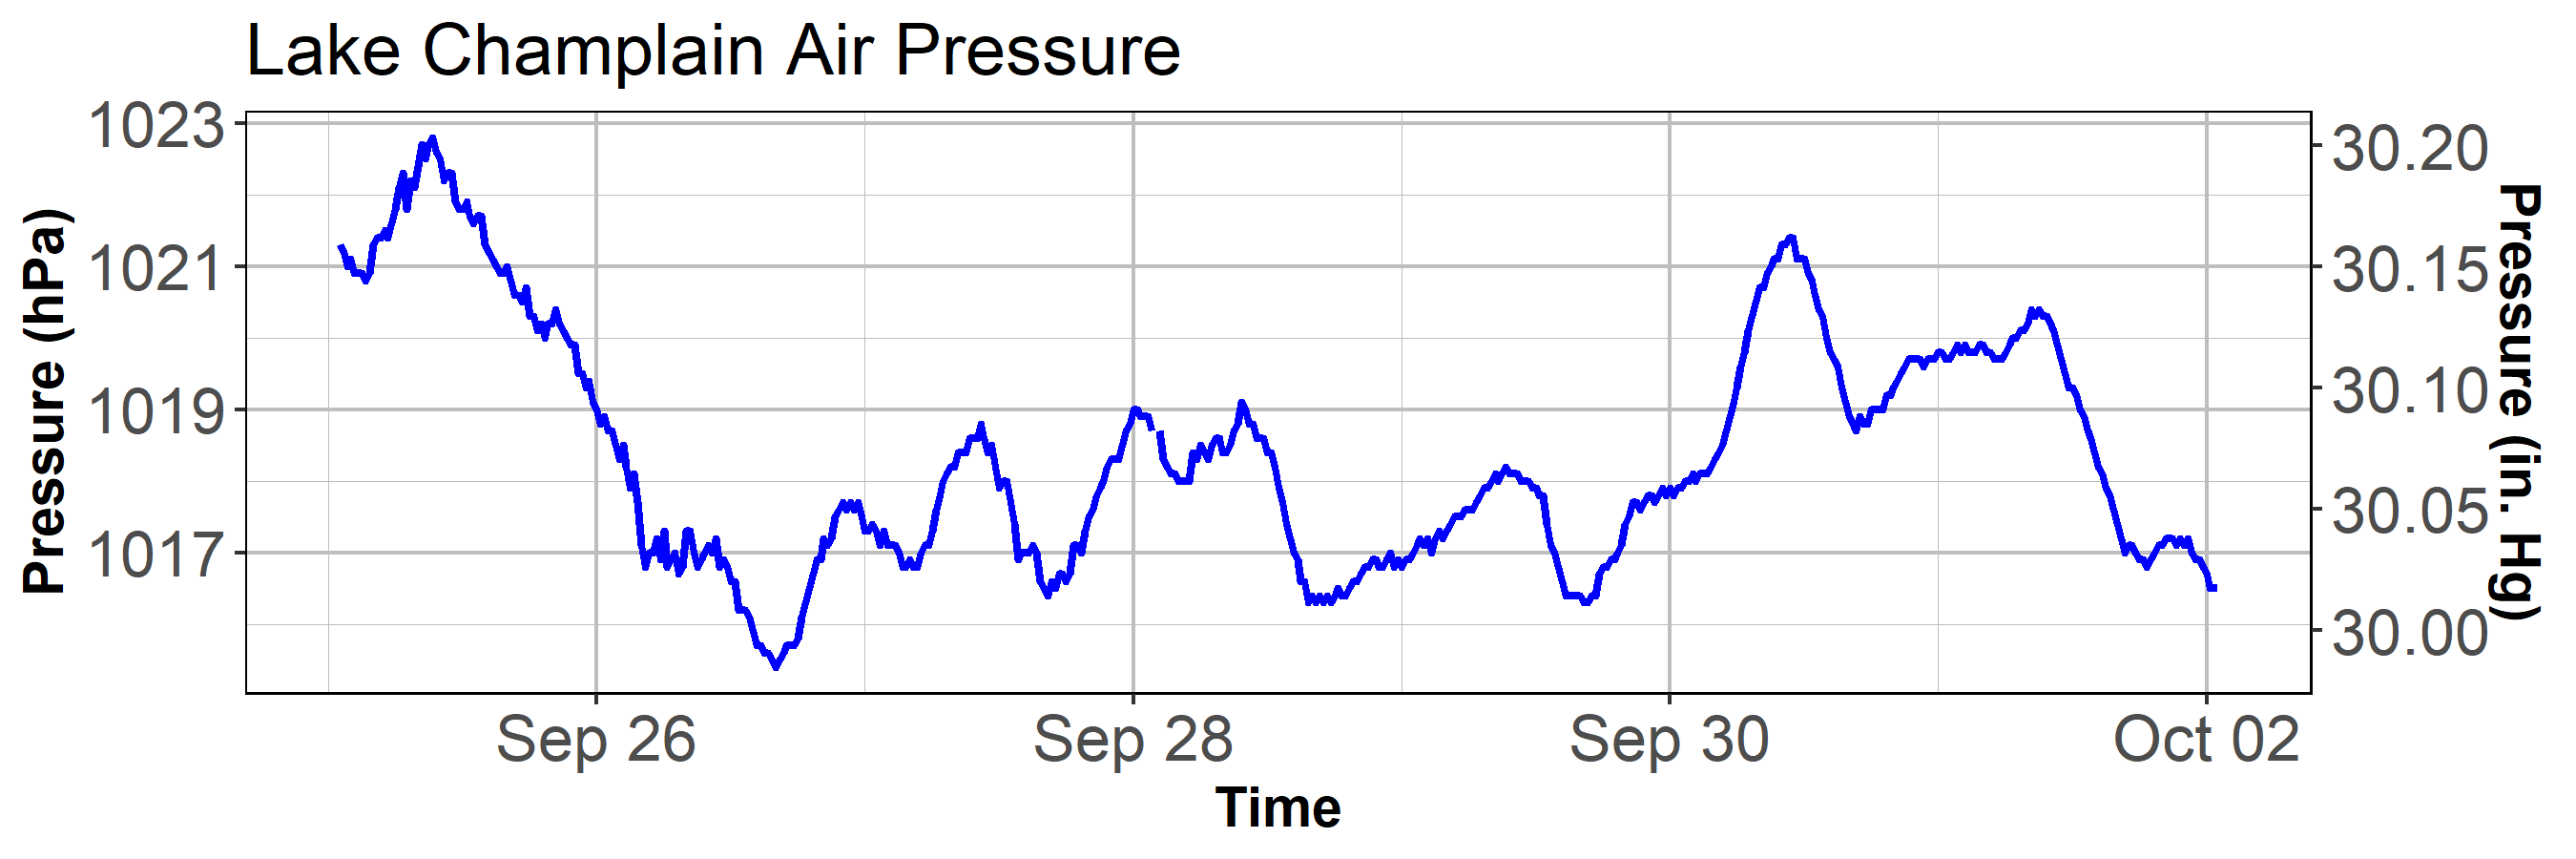 Lake Champlain Air Pressure
Pressure (hPa)
1023
1021
1019
1017
30.20
30.15
30.10
30.05
30.00
Pressure (in. Hg)
Sep 26
Sep 28
Sep 30
Oct 02
Time